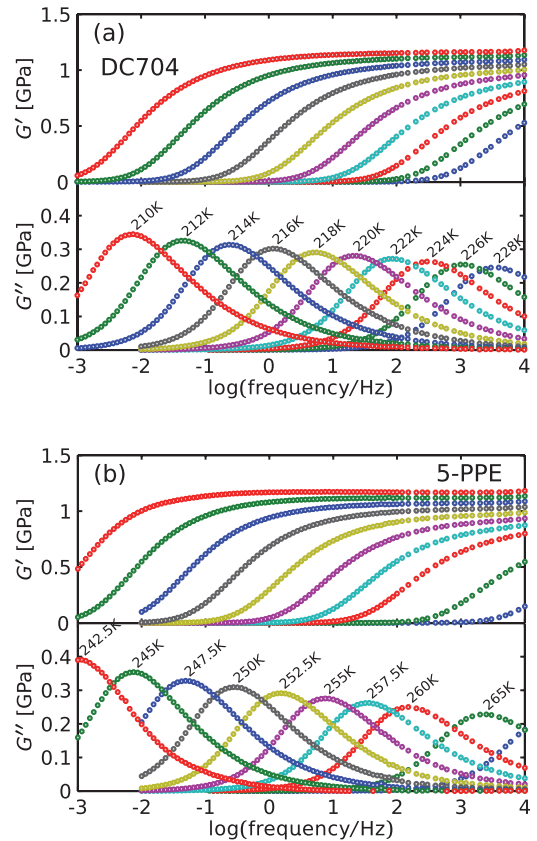 (a)
DC704
G′ [GPa]
1.5
1
0.5
0
G″ [GPa]
0.4
0.3
0.2
0.1
0
210K
212K
214K
216K
218K
220K
222K
224K
226K
228K
-3 -2 -1 0 1 2 3 4
log(frequency/Hz)
(b)
5-PPE
G′ [GPa]
1.5
1
0.5
0
G″ [GPa]
0.4
0.3
0.2
0.1
0
242.5K
245K
247.5K
250K
252.5K
255K
257.5K
260K
265K
-3 -2 -1 0 1 2 3 4
log(frequency/Hz)